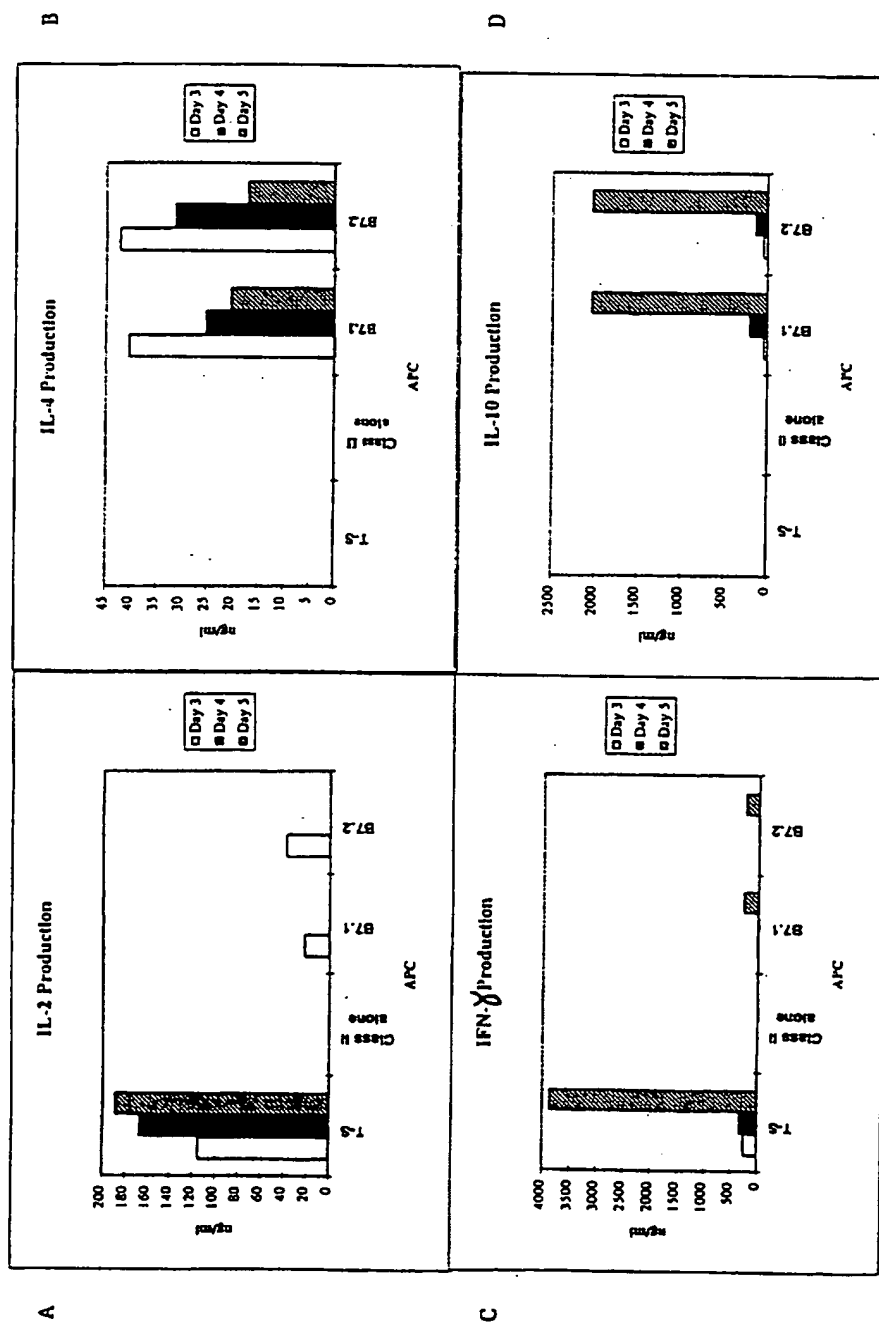 A
IL-2 Production
200
180
160
140
120
100
80
60
40
20
0
ng/ml
T-S
Class II
alone
B7.1
B7.2
APC
Day 3
Day 4
Day 5
B
IL-4 Production
45
40
35
30
25
20
15
10
5
0
ng/ml
T-S
Class II
alone
B7.1
B7.2
APC
Day 3
Day 4
Day 5
C
IFN-γ Production
4000
3500
3000
2500
2000
1500
1000
500
0
ng/ml
T-S
Class II
alone
B7.1
B7.2
APC
Day 3
Day 4
Day 5
D
IL-10 Production
2500
2000
1500
1000
500
0
ng/ml
T-S
Class II
alone
B7.1
B7.2
APC
Day 3
Day 4
Day 5